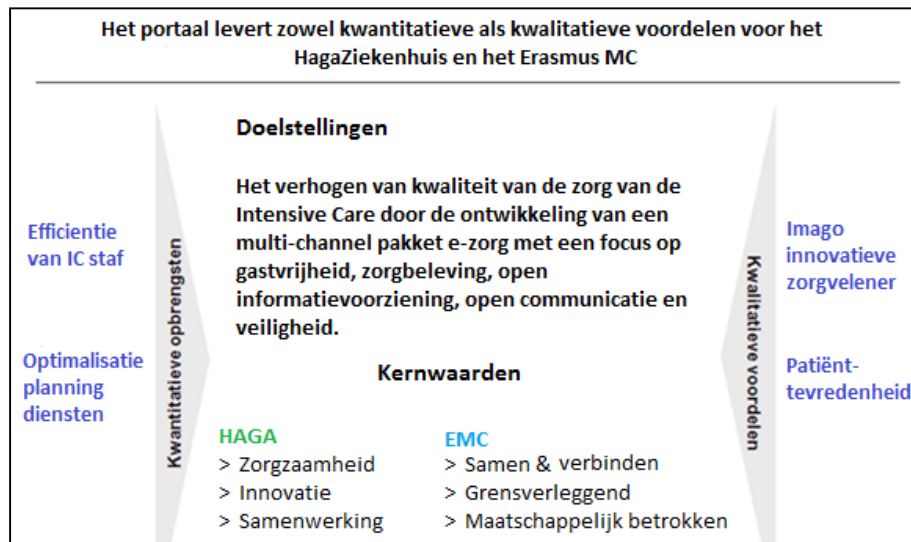 Het portaal levert zowel kwantitatieve als kwalitatieve voordelen voor het
HagaZiekenhuis en het Erasmus MC
Efficientie
van IC staf
Optimalisatie
planning
diensten
Kwantitatieve opbrengsten
Doelstellingen
Het verhogen van kwaliteit van de zorg van de
Intensive Care door de ontwikkeling van een
multi-channel pakket e-zorg met een focus op
gastvrijheid, zorgbeleving, open
informatievoorziening, open communicatie en
veiligheid.
Kernwaarden
HAGA
> Zorgzaamheid
> Innovatie
> Samenwerking
EMC
> Samen & verbinden
> Grensverleggend
> Maatschappelijk betrokken
Kwalitatieve voordelen
Imago
innovatieve
zorgvelener
Patiënt-
tevredenheid